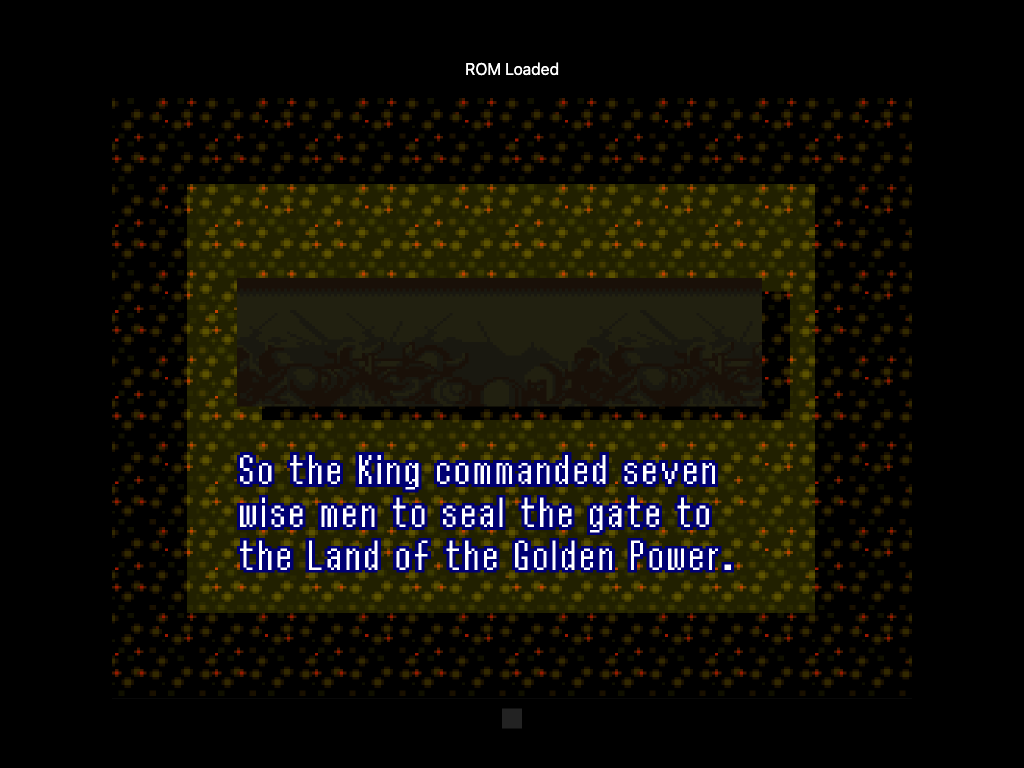 ROM Loaded
So the King commanded seven
wise men to seal the gate to
the Land of the Golden Power.